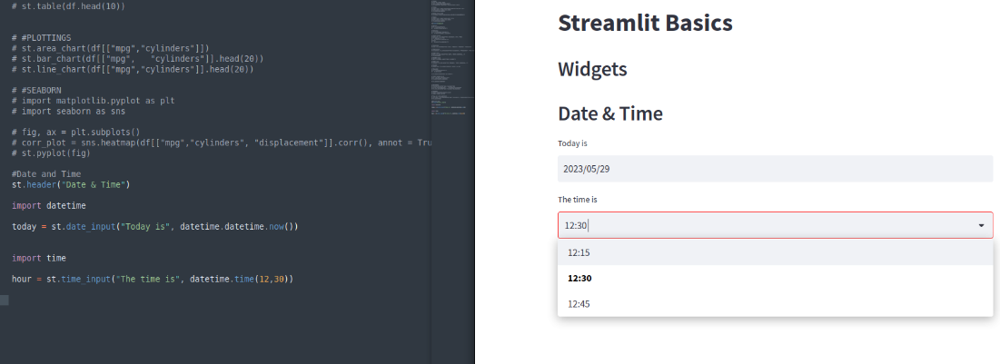 # st.table(df.head(10))
# #PLOTTINGS
# st.area_chart(df[["mpg","cylinders"]])
# st.bar_chart(df[["mpg",   "cylinders"]].head(20))
# st.line_chart(df[["mpg","cylinders"]].head(20))
# #SEABORN
# import matplotlib.pyplot as plt
# import seaborn as sns
# fig, ax = plt.subplots()
# corr_plot = sns.heatmap(df[["mpg","cylinders", "displacement"]].corr(), annot = Tru
# st.pyplot(fig)
#Date and Time
st.header("Date & Time")
import datetime
today = st.date_input("Today is", datetime.datetime.now())
import time
hour = st.time_input("The time is", datetime.time(12,30))
Streamlit Basics
Widgets
Date & Time
Today is
2023/05/29
The time is
12:30
12:15
12:30
12:45